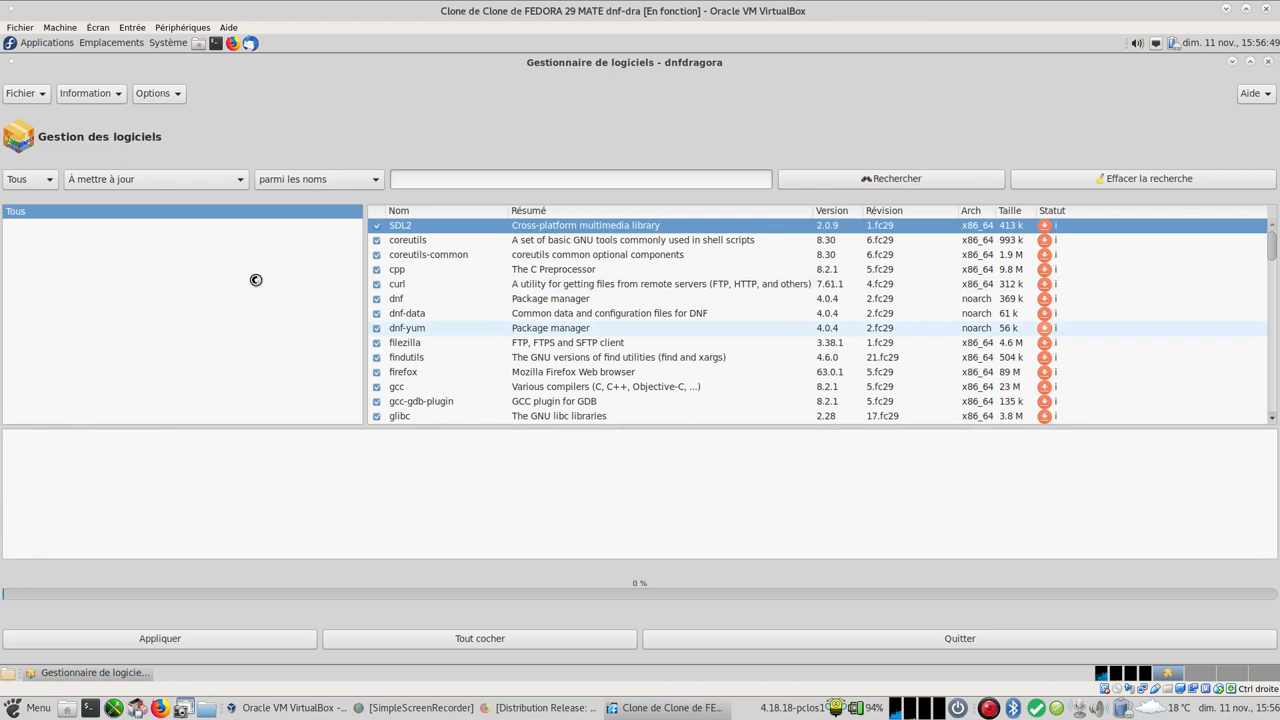 Clone de Clone de FEDORA 29 MATE dnf-dra [En fonction] - Oracle VM VirtualBox
Fichier Machine Écran Entrée Périphériques Aide
Applications Emplacements Système dim. 11 nov., 15:56:49
Gestionnaire de logiciels - dnfdragora
Fichier Information Options Aide
Gestion des logiciels
Tous À mettre à jour parmi les noms Rechercher Effacer la recherche
Tous
Nom Résumé Version Révision Arch Taille Statut
SDL2 Cross-platform multimedia library 2.0.9 1.fc29 x86_64 413 k i
coreutils A set of basic GNU tools commonly used in shell scripts 8.30 6.fc29 x86_64 993 k i
coreutils-common coreutils common optional components 8.30 6.fc29 x86_64 1.9 M i
cpp The C Preprocessor 8.2.1 5.fc29 x86_64 9.8 M i
curl A utility for getting files from remote servers (FTP, HTTP, and others) 7.61.1 4.fc29 x86_64 312 k i
dnf Package manager 4.0.4 2.fc29 noarch 369 k i
dnf-data Common data and configuration files for DNF 4.0.4 2.fc29 noarch 61 k i
dnf-yum Package manager 4.0.4 2.fc29 noarch 56 k i
filezilla FTP, FTPS and SFTP client 3.38.1 1.fc29 x86_64 4.6 M i
findutils The GNU versions of find utilities (find and xargs) 4.6.0 21.fc29 x86_64 504 k i
firefox Mozilla Firefox Web browser 63.0.1 5.fc29 x86_64 89 M i
gcc Various compilers (C, C++, Objective-C, ...) 8.2.1 5.fc29 x86_64 23 M i
gcc-gdb-plugin GCC plugin for GDB 8.2.1 5.fc29 x86_64 135 k i
glibc The GNU libc libraries 2.28 17.fc29 x86_64 3.8 M i
0 %
Appliquer Tout cocher Quitter
Gestionnaire de logicie...
Ctrl droite
Menu Oracle VM VirtualBox -... [SimpleScreenRecorder] [Distribution Release: ... Clone de Clone de FE... 4.18.18-pclos1 94% 18 °C dim. 11 nov., 15:56